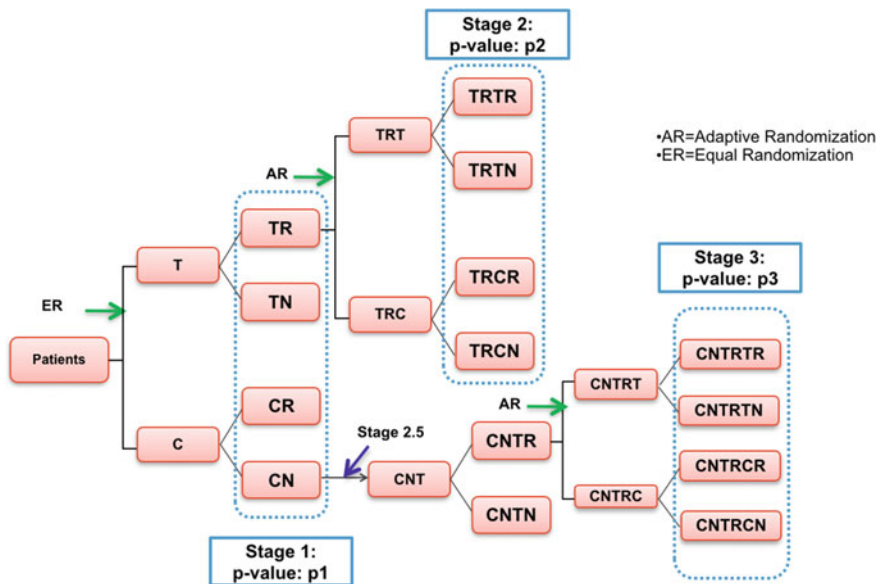 Stage 2:
p-value: p2
TRTR
TRT
•AR=Adaptive Randomization
•ER=Equal Randomization
AR
TRTN
TR
T
Stage 3:
p-value: p3
TRCR
ER
TN
TRC
Patients
TRCN
CNTRTR
CNTRT
AR
CR
CNTRTN
Stage 2.5
CNTR
C
CNTRCR
CN
CNT
CNTRC
CNTN
CNTRCN
Stage 1:
p-value: p1